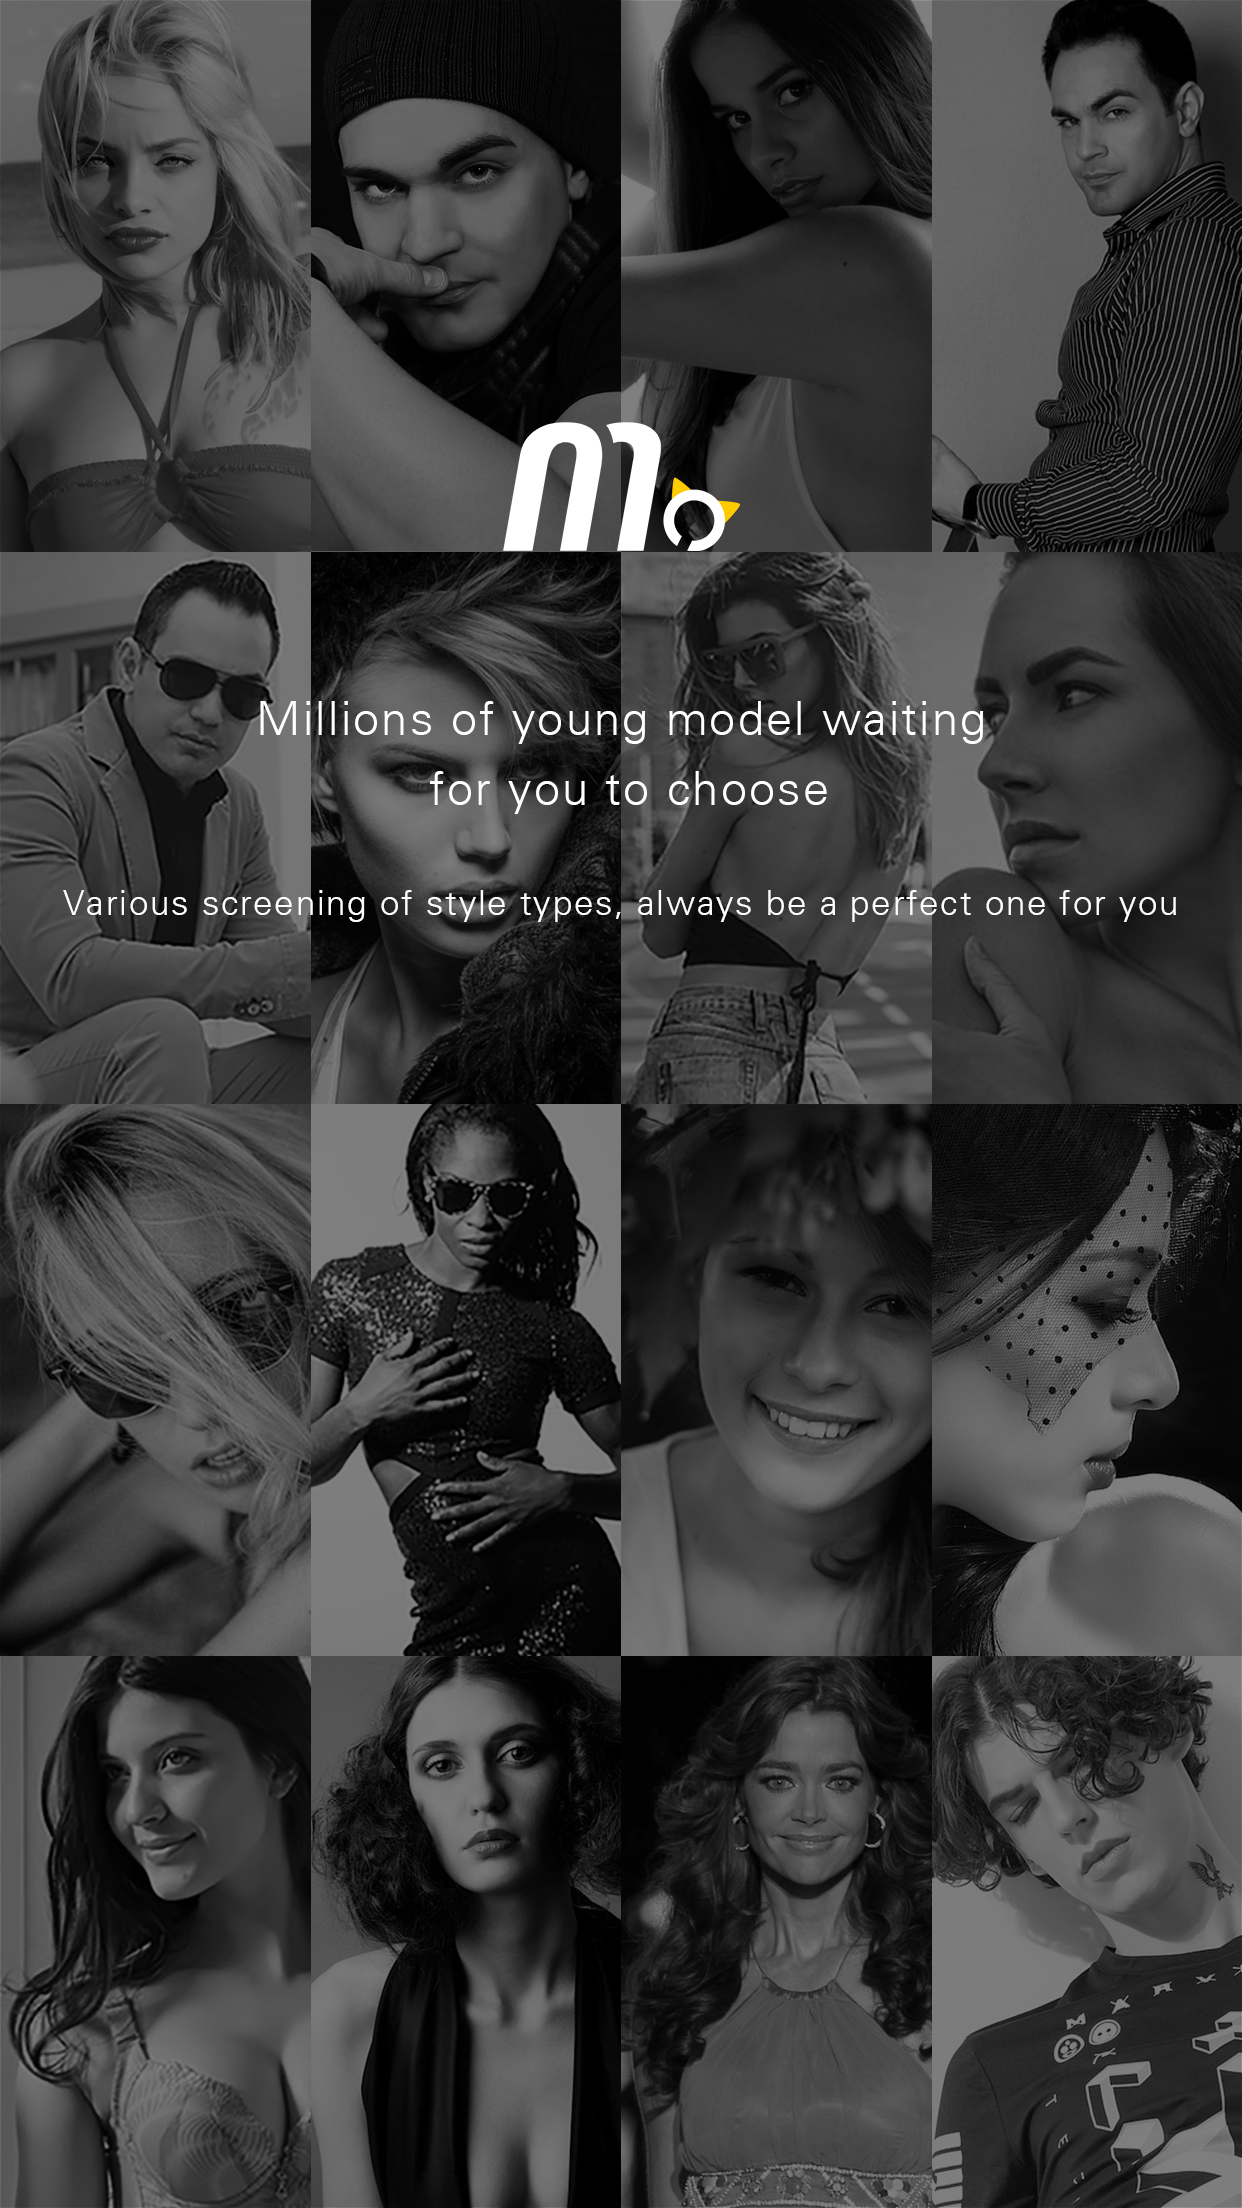 Millions of young model waiting
for you to choose
Various screening of style types, always be a perfect one for you